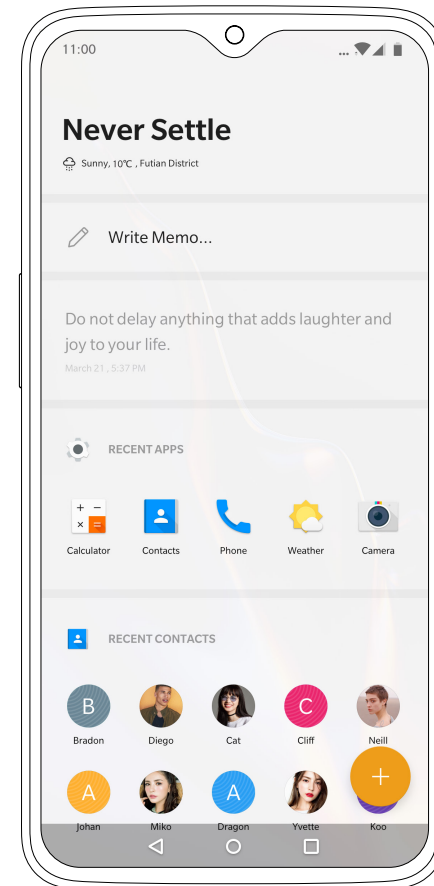 11:00
Never Settle
Sunny, 10℃ , Futian District
Write Memo...
Do not delay anything that adds laughter and
joy to your life.
March 21 , 5:37 PM
RECENT APPS
Calculator Contacts Phone Weather Camera
RECENT CONTACTS
B C
Bradon Diego Cat Cliff Neill
A A
Johan Miko Dragon Yvette Koo